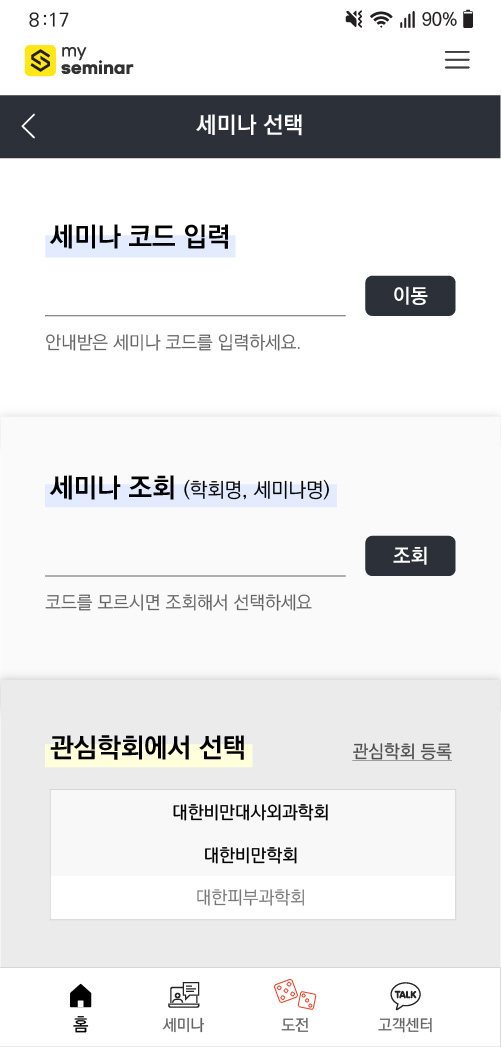 8:17
90%
my
seminar
세미나 선택
세미나 코드 입력
이동
안내받은 세미나 코드를 입력하세요.
세미나 조회 (학회명, 세미나명)
조회
코드를 모르시면 조회해서 선택하세요
관심학회에서 선택
관심학회 등록
대한비만대사외과학회
대한비만학회
대한피부과학회
TALK
홈
세미나
도전
고객센터